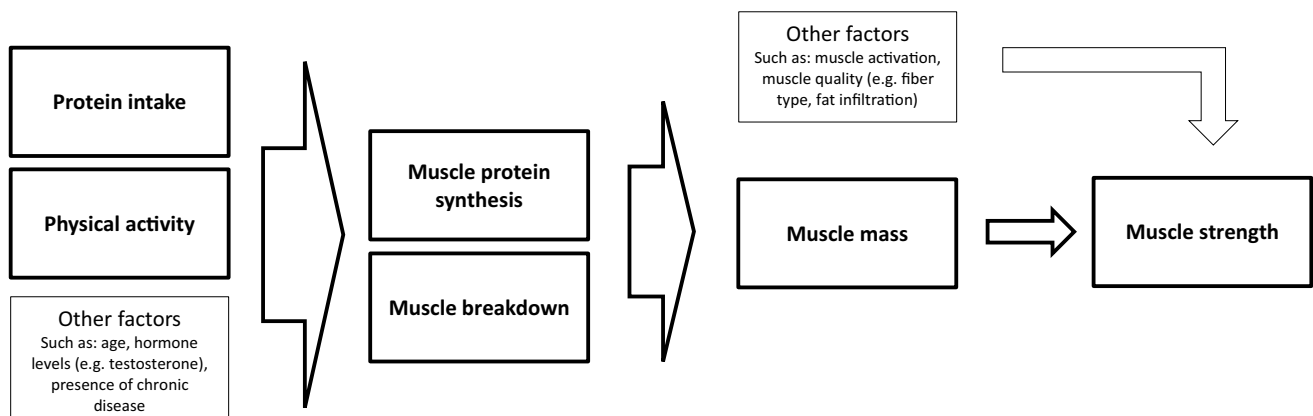 Protein intake
Physical activity
Other factors
Such as: age, hormone
levels (e.g. testosterone),
presence of chronic
disease
Muscle protein
synthesis
Muscle breakdown
Other factors
Such as: muscle activation,
muscle quality (e.g. fiber
type, fat infiltration)
Muscle mass
Muscle strength